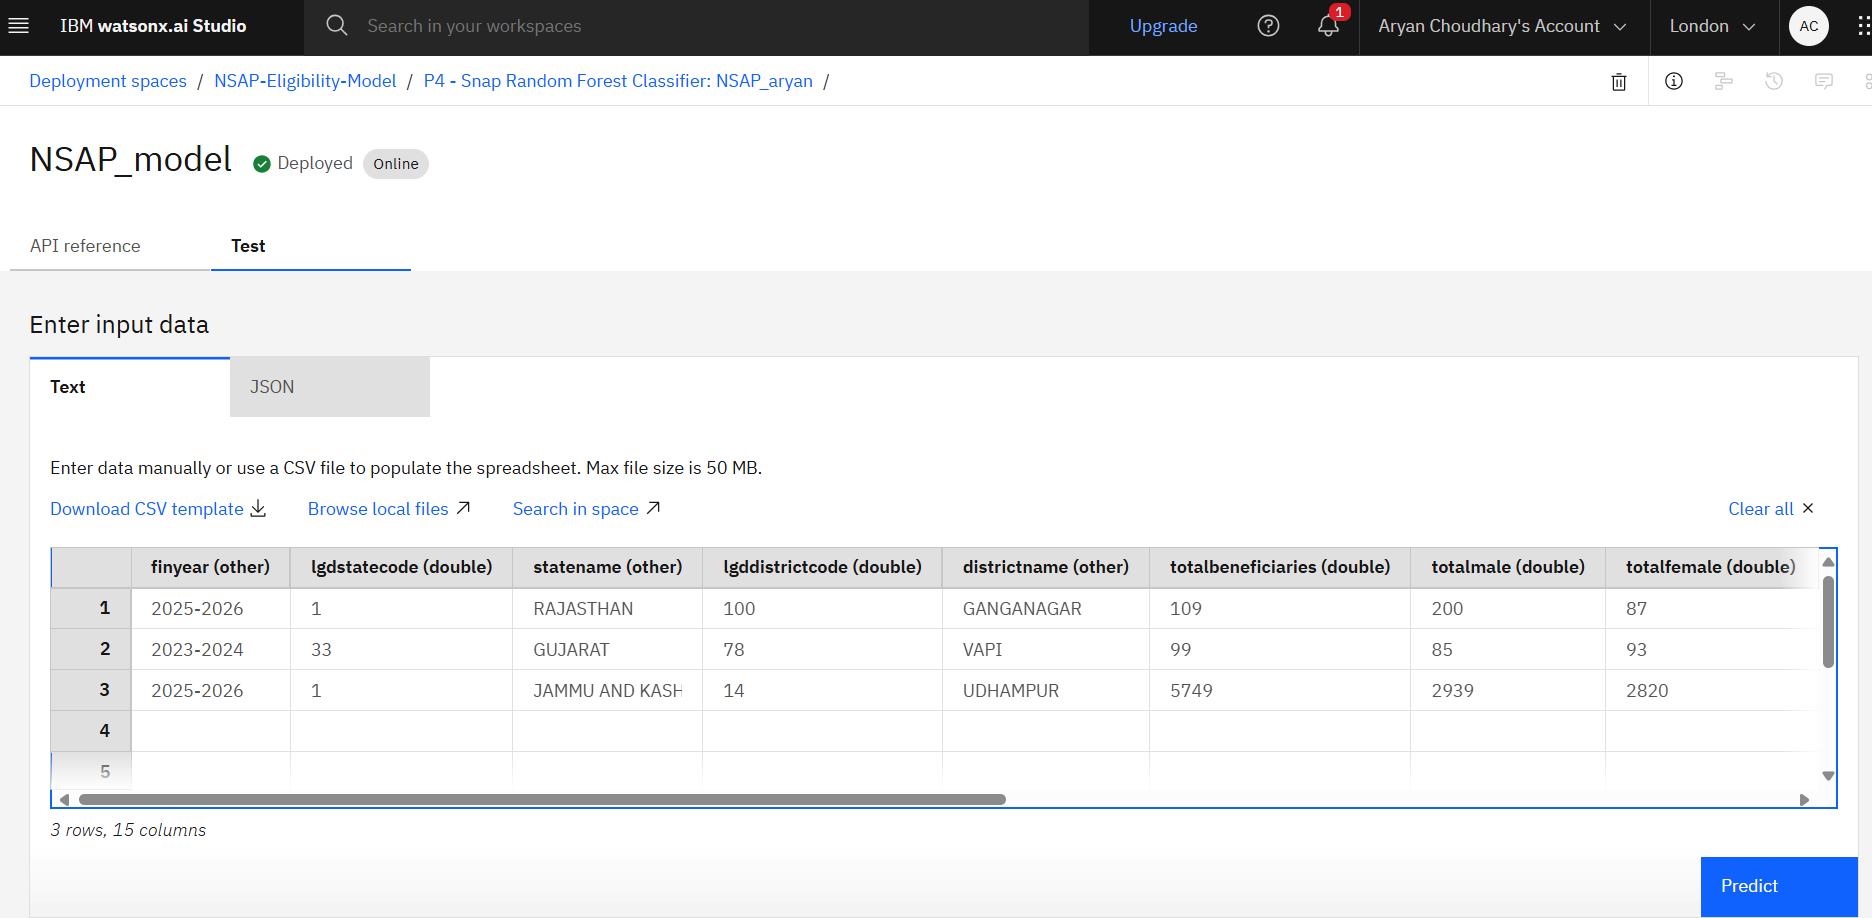 IBM watsonx.ai Studio Search in your workspaces Upgrade 1 Aryan Choudhary's Account London AC
Deployment spaces / NSAP-Eligibility-Model / P4 - Snap Random Forest Classifier: NSAP_aryan /
NSAP_model Deployed Online
API reference Test
Enter input data
Text JSON
Enter data manually or use a CSV file to populate the spreadsheet. Max file size is 50 MB.
Download CSV template Browse local files Search in space Clear all
finyear (other) lgdstatecode (double) statename (other) lgddistrictcode (double) districtname (other) totalbeneficiaries (double) totalmale (double) totalfemale (double)
1 2025-2026 1 RAJASTHAN 100 GANGANAGAR 109 200 87
2 2023-2024 33 GUJARAT 78 VAPI 99 85 93
3 2025-2026 1 JAMMU AND KASH 14 UDHAMPUR 5749 2939 2820
4
5
3 rows, 15 columns
Predict